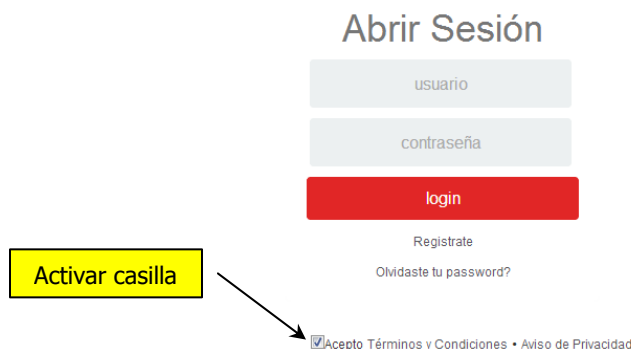 Abrir Sesión
usuario
contraseña
login
Registrate
Olvidaste tu password?
Activar casilla
Acepto Términos y Condiciones • Aviso de Privacidad